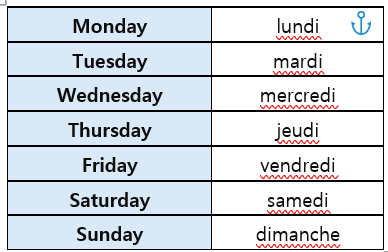 Monday lundi
Tuesday mardi
Wednesday mercredi
Thursday jeudi
Friday vendredi
Saturday samedi
Sunday dimanche